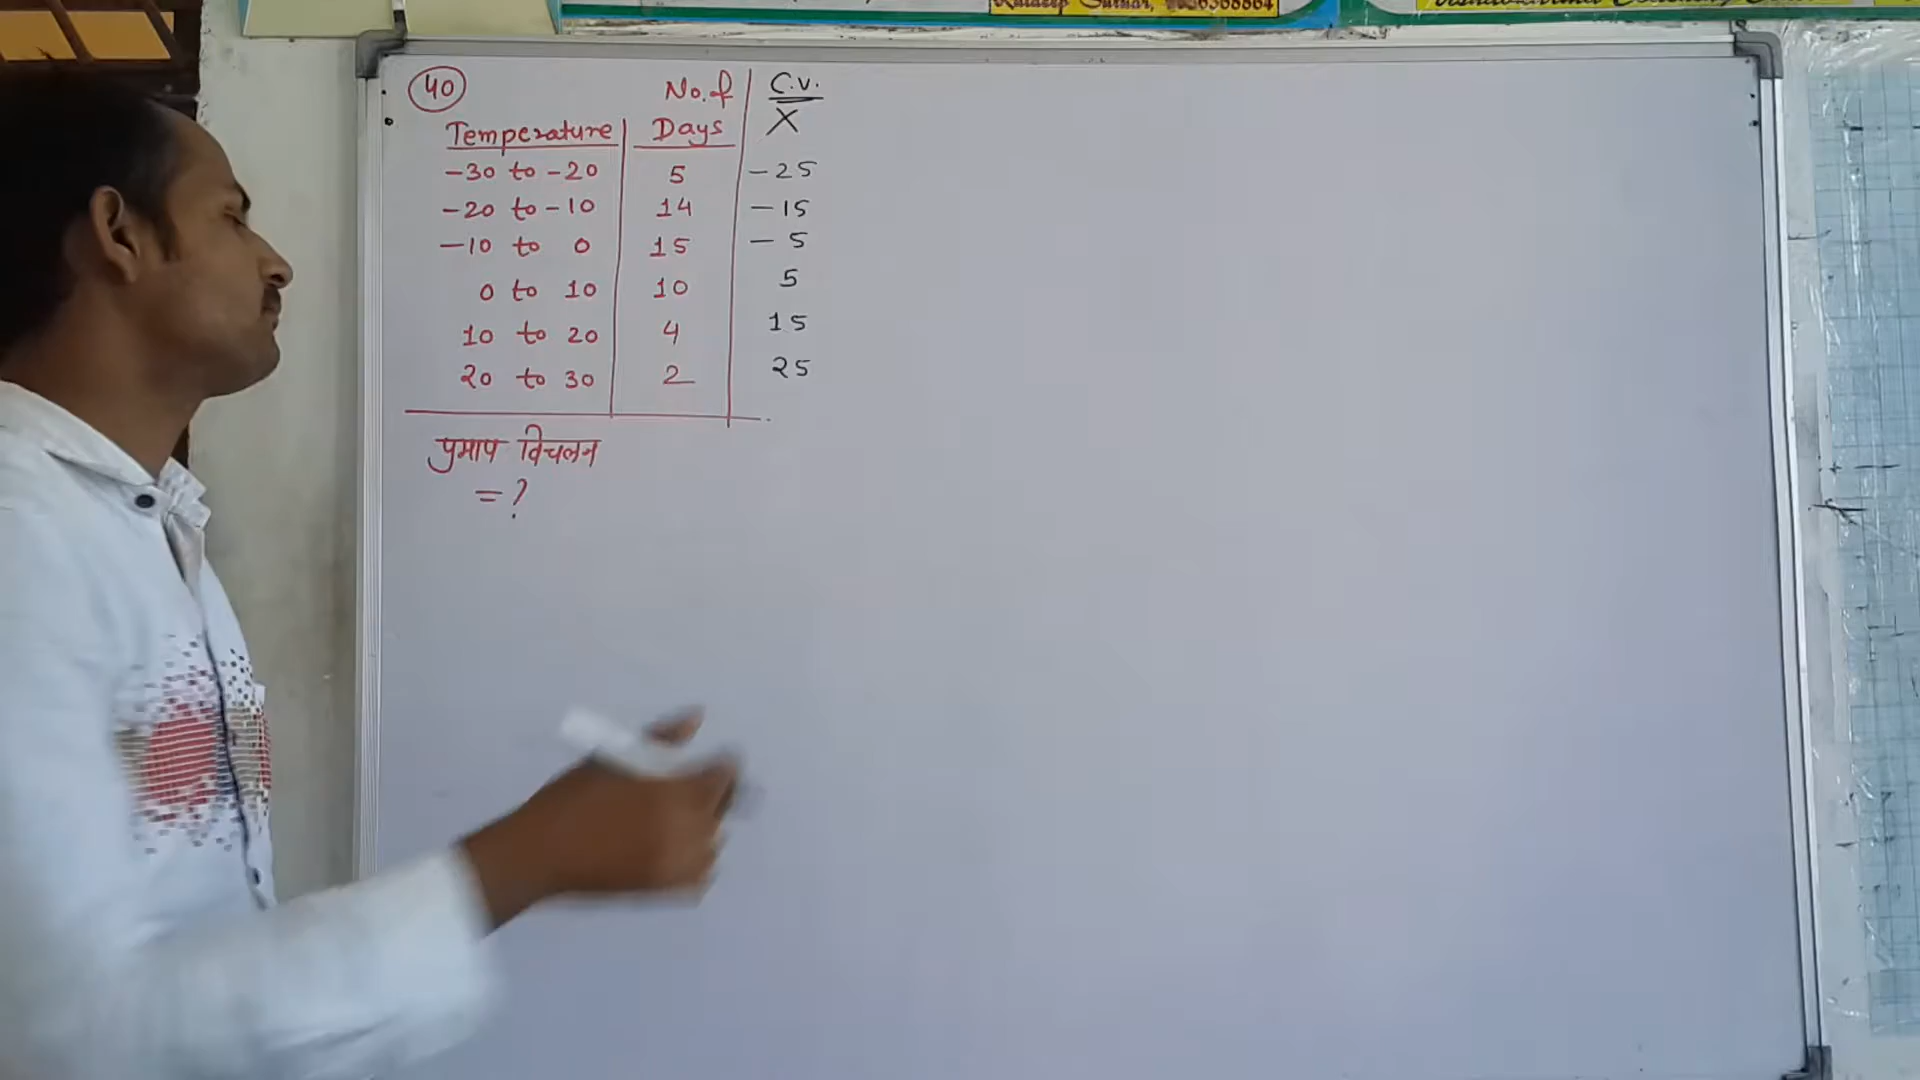 40
No. of C.V.
Temperature Days X
-30 to -20 5 -25
-20 to -10 14 -15
-10 to 0 15 -5
0 to 10 10 5
10 to 20 4 15
20 to 30 2 25
प्रमाप विचलन
= ?